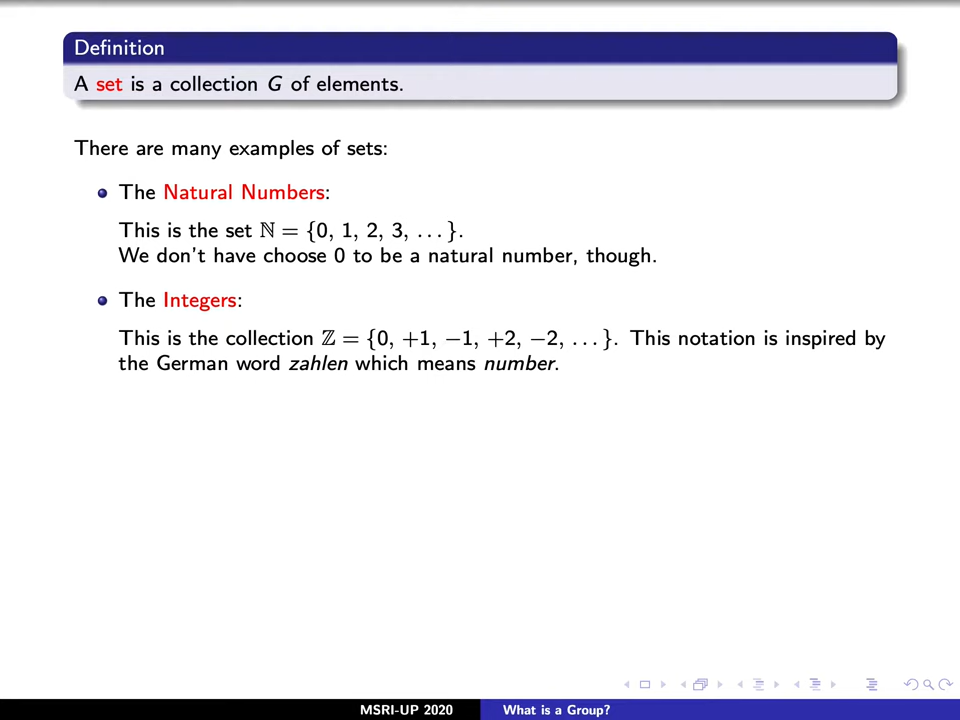 Definition
A set is a collection G of elements.
There are many examples of sets:
The Natural Numbers:
This is the set ℕ = {0, 1, 2, 3, ...}.
We don't have choose 0 to be a natural number, though.
The Integers:
This is the collection ℤ = {0, +1, −1, +2, −2, ...}. This notation is inspired by
the German word zahlen which means number.
MSRI-UP 2020 What is a Group?